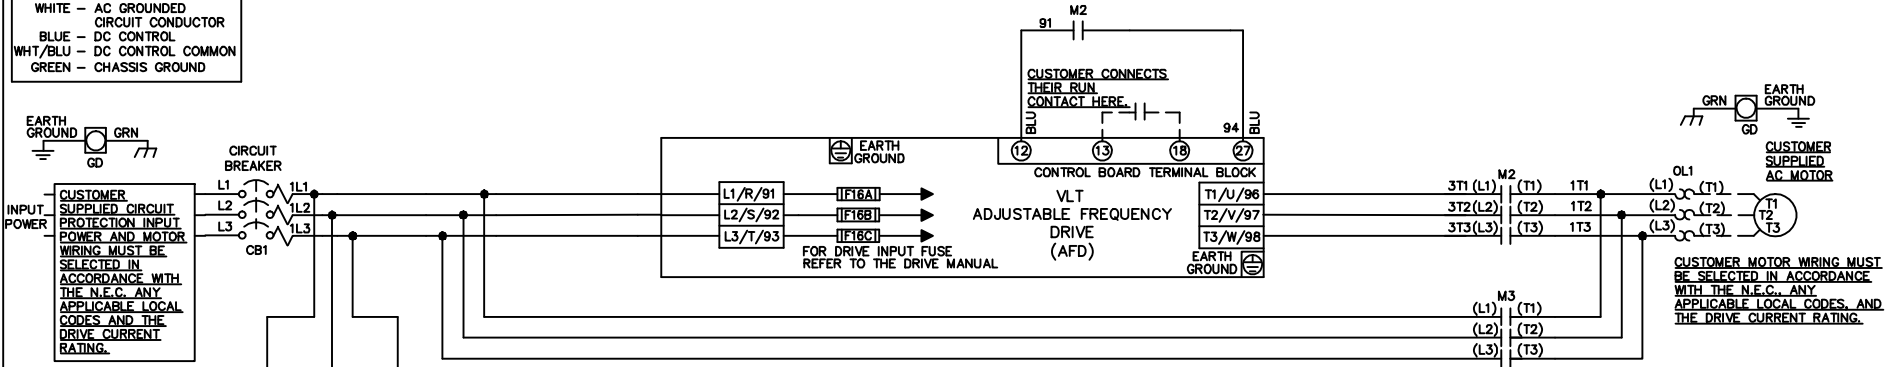 WHITE – AC GROUNDED
CIRCUIT CONDUCTOR
BLUE – DC CONTROL
WHT/BLU – DC CONTROL COMMON
GREEN – CHASSIS GROUND
EARTH
GROUND
GRN
GD
INPUT
POWER
CUSTOMER
SUPPLIED CIRCUIT
PROTECTION INPUT
POWER AND MOTOR
WIRING MUST BE
SELECTED IN
ACCORDANCE WITH
THE N.E.C. ANY
APPLICABLE LOCAL
CODES AND THE
DRIVE CURRENT
RATING.
CIRCUIT
BREAKER
L1
1L1
L2
1L2
L3
1L3
CB1
M2
91
CUSTOMER CONNECTS
THEIR RUN
CONTACT HERE.
BLU
94
BLU
12
13
18
27
CONTROL BOARD TERMINAL BLOCK
EARTH
GROUND
L1/R/91
F16A
L2/S/92
F16B
L3/T/93
F16C
FOR DRIVE INPUT FUSE
REFER TO THE DRIVE MANUAL
VLT
ADJUSTABLE FREQUENCY
DRIVE
(AFD)
T1/U/96
T2/V/97
T3/W/98
EARTH
GROUND
M2
3T1 (L1) (T1) 1T1
3T2(L2) (T2) 1T2
3T3(L3) (T3) 1T3
M3
(L1) (T1)
(L2) (T2)
(L3) (T3)
GRN
EARTH
GROUND
GD
CUSTOMER
SUPPLIED
AC MOTOR
OL1
(L1) (T1)
(L2) (T2)
(L3) (T3)
T1
T2
T3
CUSTOMER MOTOR WIRING MUST
BE SELECTED IN ACCORDANCE
WITH THE N.E.C., ANY
APPLICABLE LOCAL CODES, AND
THE DRIVE CURRENT RATING.